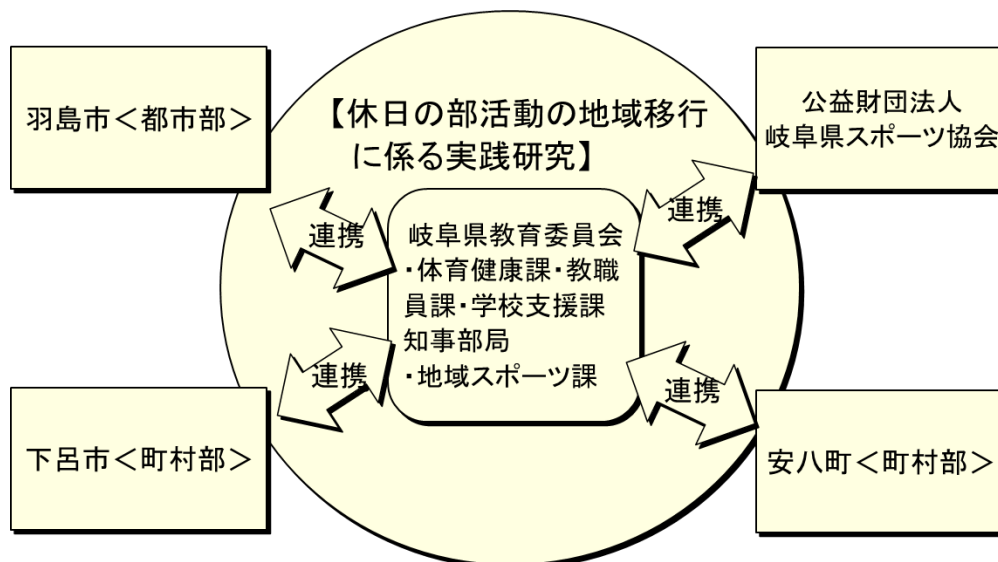 羽島市<都市部>
公益財団法人
岐阜県スポーツ協会
【休日の部活動の地域移行
に係る実践研究】
連携
連携
岐阜県教育委員会
・体育健康課・教職
員課・学校支援課
知事部局
・地域スポーツ課
連携
連携
下呂市<町村部>
安八町<町村部>